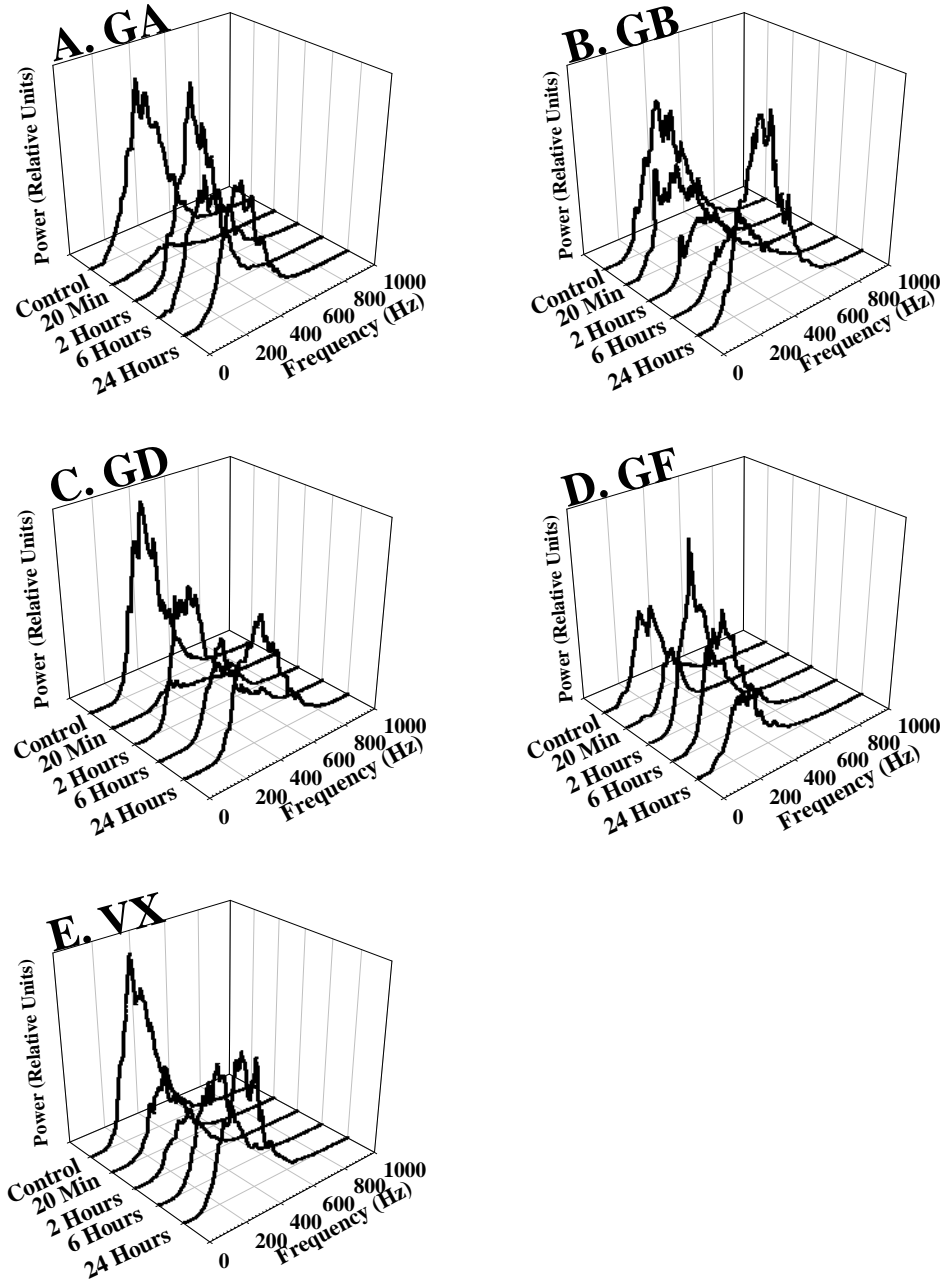 A. GA
Power (Relative Units)
Control
20 Min
2 Hours
6 Hours
24 Hours
0
200
400
600
800
1000
Frequency (Hz)
B. GB
Power (Relative Units)
Control
20 Min
2 Hours
6 Hours
24 Hours
0
200
400
600
800
1000
Frequency (Hz)
C. GD
Power (Relative Units)
Control
20 Min
2 Hours
6 Hours
24 Hours
0
200
400
600
800
1000
Frequency (Hz)
D. GF
Power (Relative Units)
Control
20 Min
2 Hours
6 Hours
24 Hours
0
200
400
600
800
1000
Frequency (Hz)
E. VX
Power (Relative Units)
Control
20 Min
2 Hours
6 Hours
24 Hours
0
200
400
600
800
1000
Frequency (Hz)